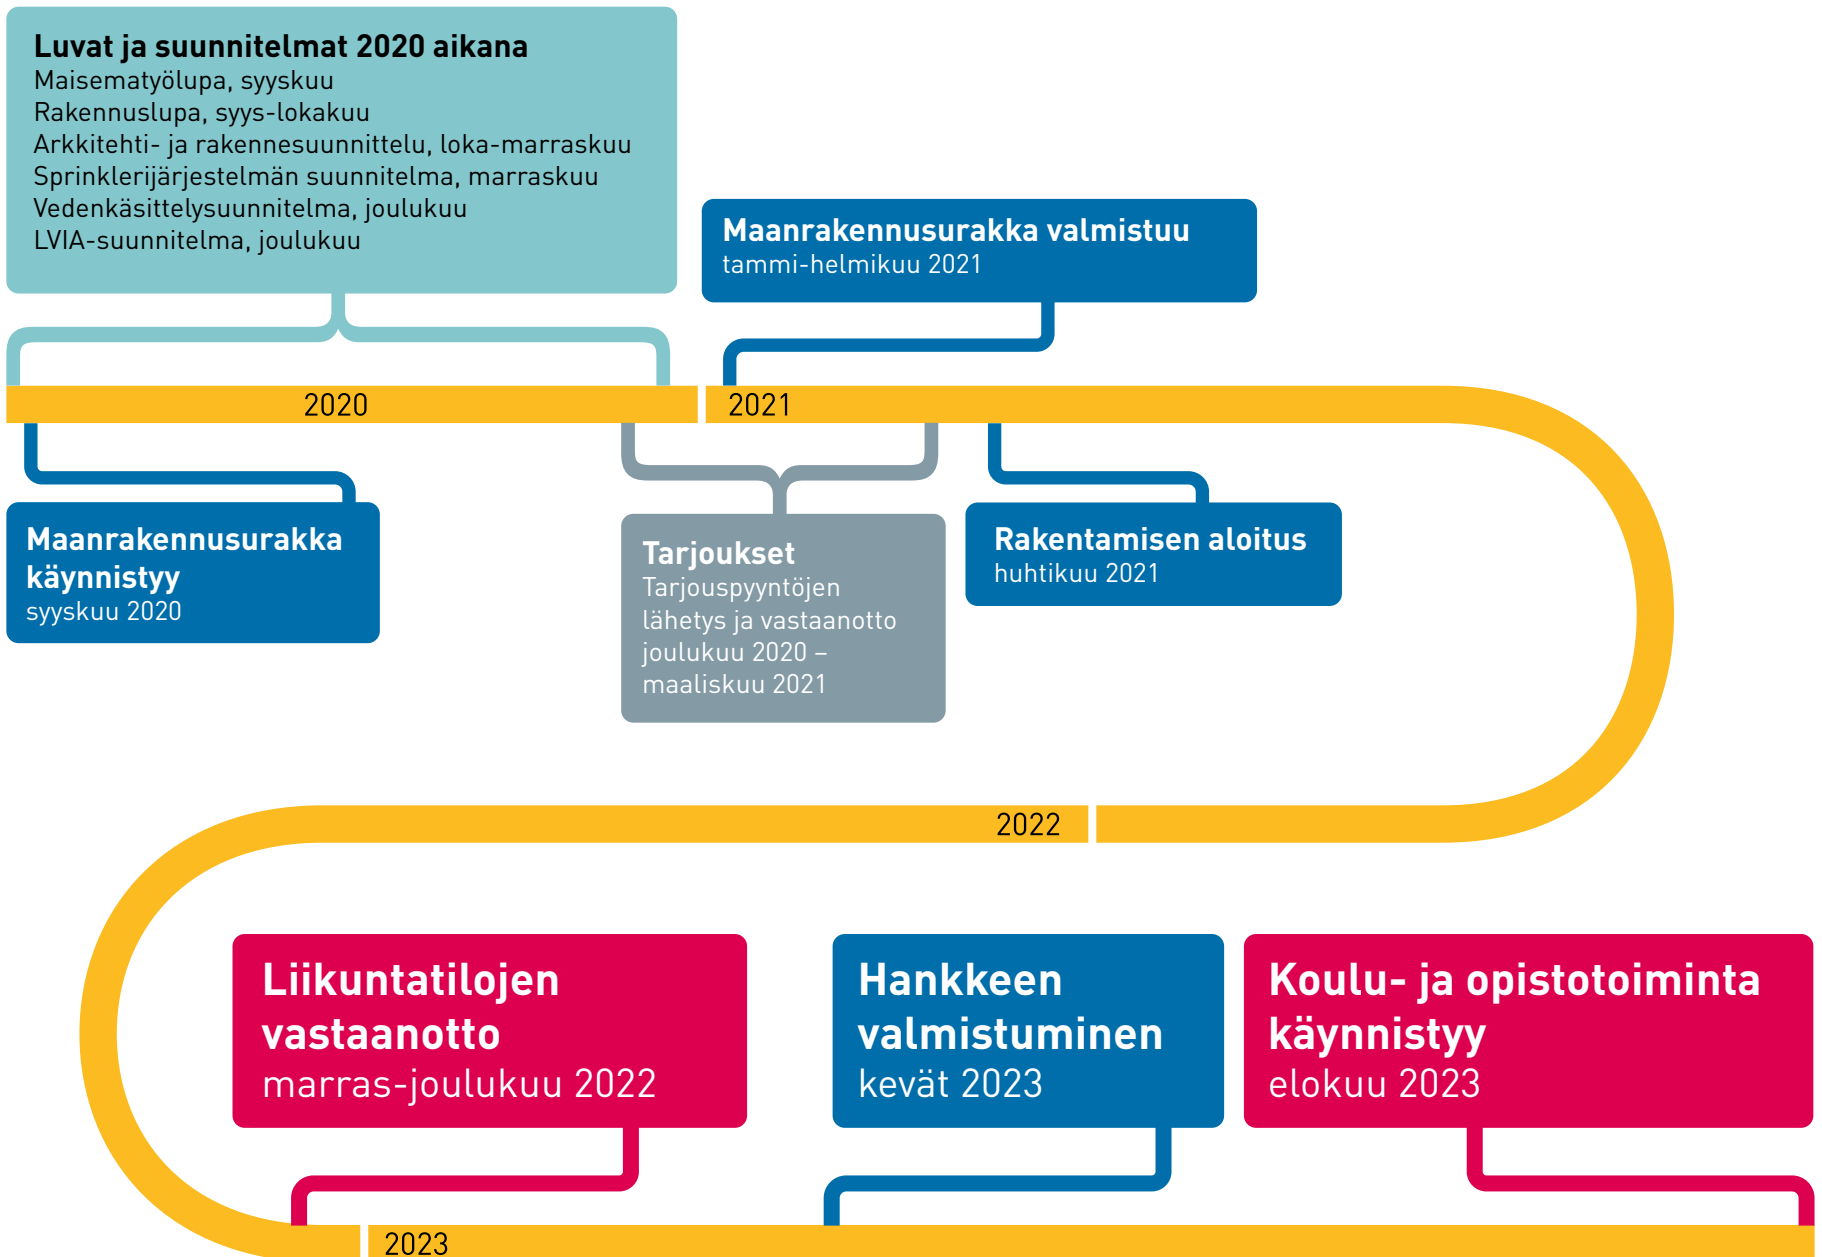 Luvat ja suunnitelmat 2020 aikana
Maisematyölupa, syyskuu
Rakennuslupa, syys-lokakuu
Arkkitehti- ja rakennesuunnittelu, loka-marraskuu
Sprinklerijärjestelmän suunnitelma, marraskuu
Vedenkäsittelysuunnitelma, joulukuu
LVIA-suunnitelma, joulukuu
Maanrakennusurakka valmistuu
tammi-helmikuu 2021
2020
2021
Maanrakennusurakka
käynnistyy
syyskuu 2020
Tarjoukset
Tarjouspyyntöjen
lähetys ja vastaanotto
joulukuu 2020 –
maaliskuu 2021
Rakentamisen aloitus
huhtikuu 2021
2022
Liikuntatilojen
vastaanotto
marras-joulukuu 2022
Hankkeen
valmistuminen
kevät 2023
Koulu- ja opistotoiminta
käynnistyy
elokuu 2023
2023